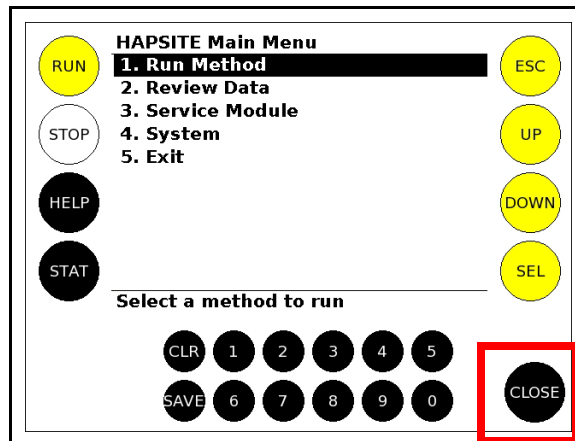 HAPSITE Main Menu
RUN
1. Run Method
ESC
2. Review Data
3. Service Module
STOP
4. System
UP
5. Exit
HELP
DOWN
STAT
SEL
Select a method to run
CLR 1 2 3 4 5
SAVE 6 7 8 9 0
CLOSE